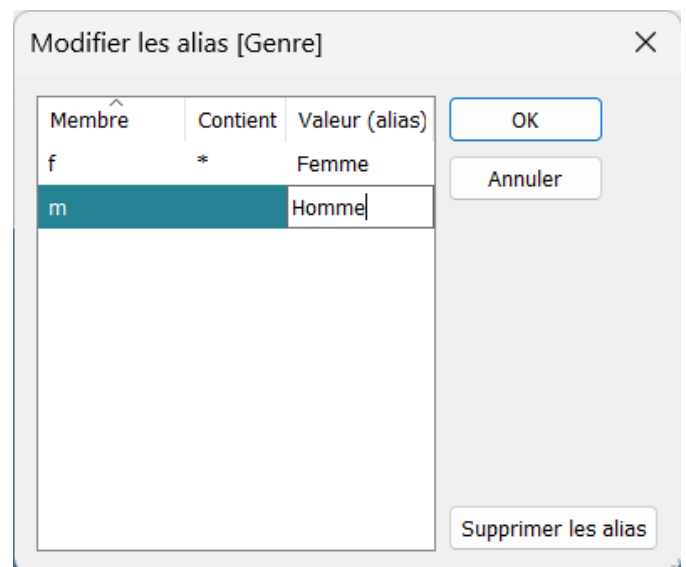 Modifier les alias [Genre]
Membre Contient Valeur (alias)
f * Femme
m Homme
OK
Annuler
Supprimer les alias